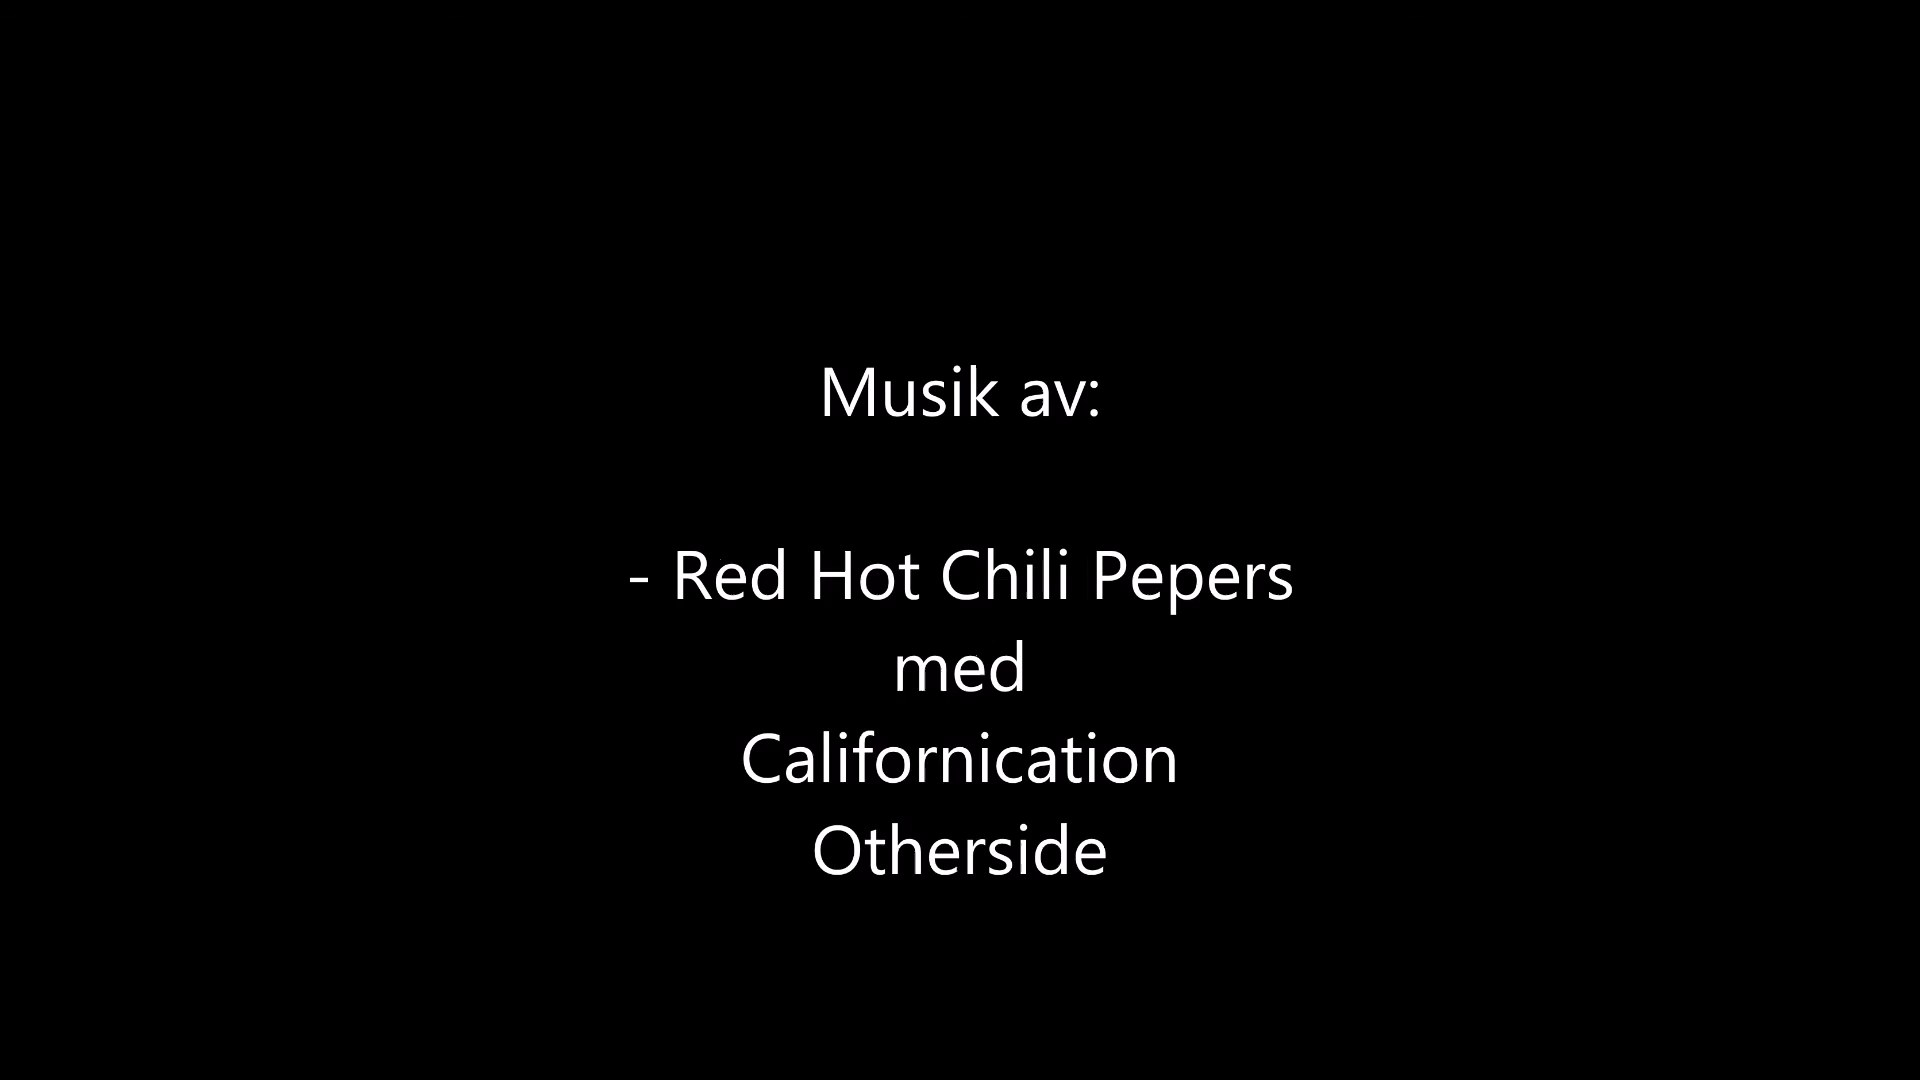 Musik av:
- Red Hot Chili Pepers
med
Californication
Otherside